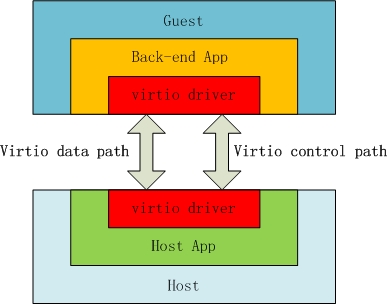 Guest
Back-end App
virtio driver
Virtio data path
Virtio control path
virtio driver
Host App
Host